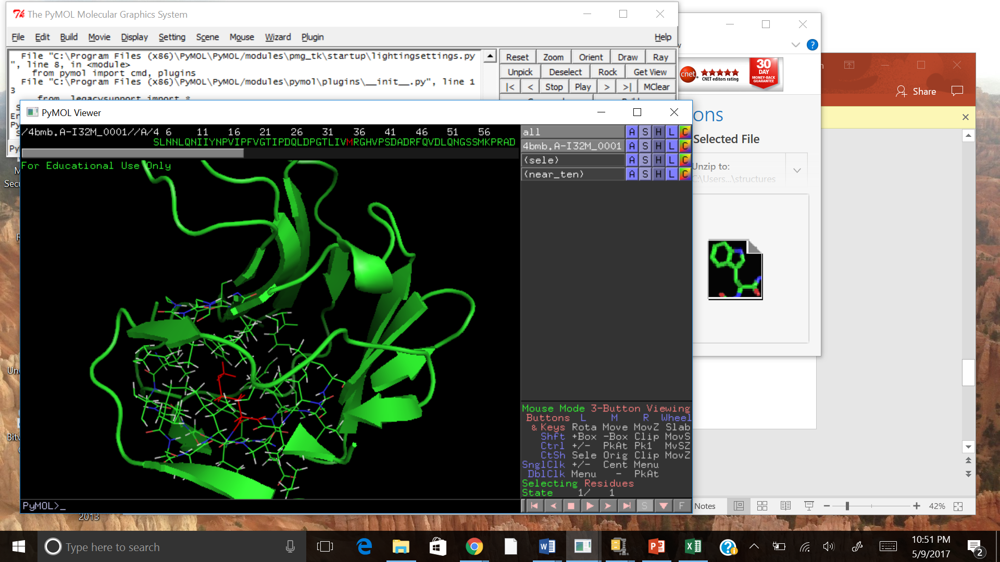 The PyMOL Molecular Graphics System
File Edit Build Movie Display Setting Scene Mouse Wizard Plugin Help
File "C:\Program Files (x86)\PyMOL\PyMOL/modules\pmg_tk\startup\lightingsettings.py
", line 8, in <module>
from pymol import cmd, plugins
File "C:\Program Files (x86)\PyMOL\PyMOL/modules\pymol\plugins\__init__.py", line 1
3
from .legacysupport import *
Reset Zoom Orient Draw Ray
Unpick Deselect Rock Get View
|< < Stop Play > >| MClear
PyMOL Viewer
/4bmb.A-I32M_0001//A/4 6 11 16 21 26 31 36 41 46 51 56
SLNNLQNIIYNPVIPFVGTIPDQLDPGTLIVMRGHVPSDADRFQVDLQNGSSMKPRAD
For Educational Use Only
all A S H L C
4bmb.A-I32M_0001 A S H L C
(sele) A S H L C
(near_ten) A S H L C
Mouse Mode 3-Button Viewing
Buttons L M R Wheel
& Keys Rota Move MovZ Slab
Shft +Box -Box Clip MovS
Ctrl +/- PkAt Pk1 MvSZ
CtSh Sele Orig Clip MovZ
SnglClk +/- Cent Menu
DblClk Menu - PkAt
Selecting Residues
State 1/ 1
PyMOL>_
S F
cnet
CNET editors rating
30
DAY
MONEY-BACK
GUARANTEE
ons
Selected File
Unzip to:
C:\Users...\structures
Share
Notes
42%
2013
Type here to search
10:51 PM
5/9/2017
2